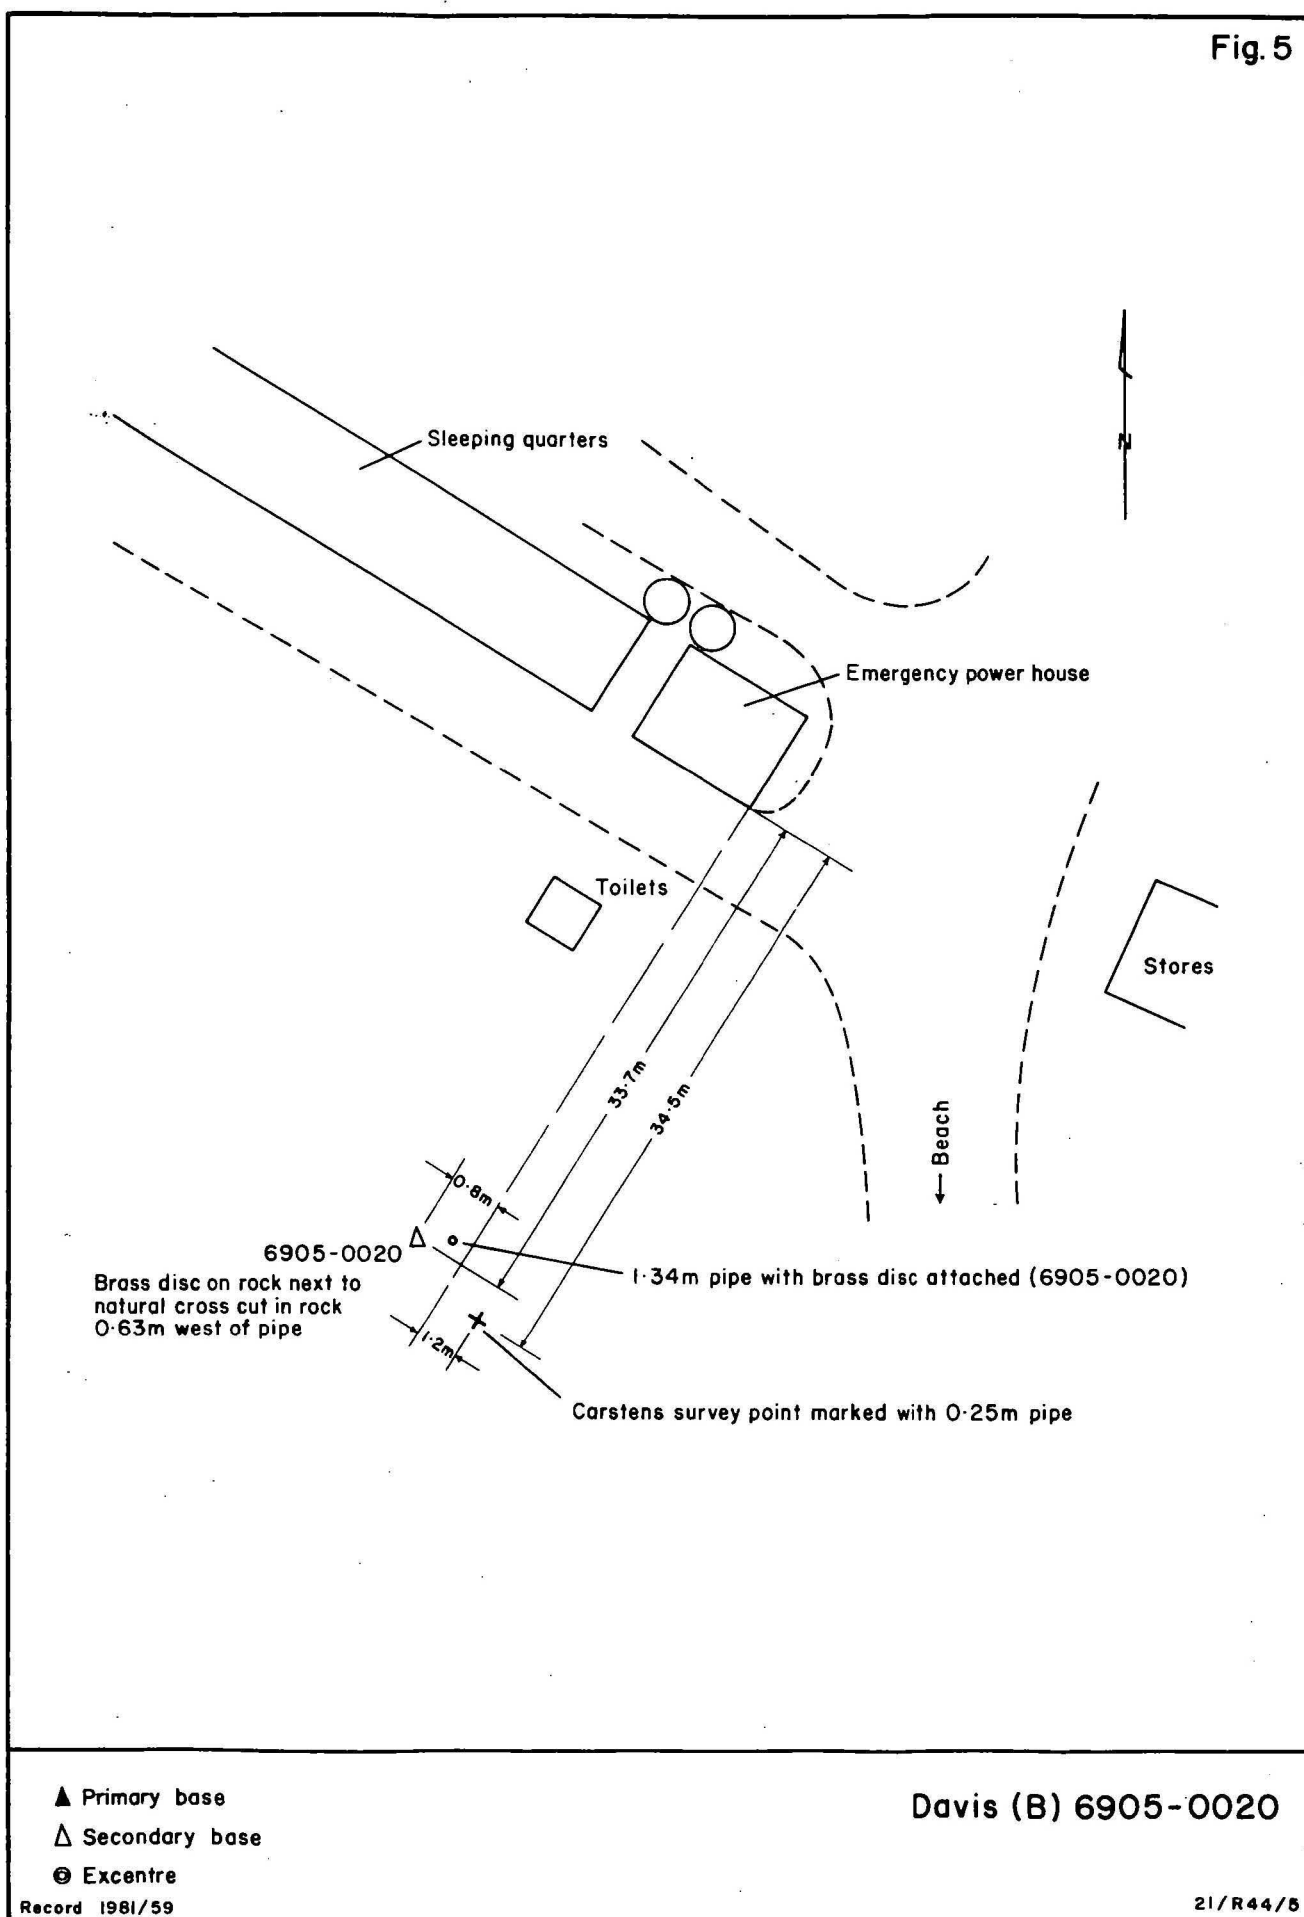 Fig. 5
Sleeping quarters
N
Emergency power house
Toilets
Stores
33·7m
34·5m
Beach
0·8m
6905-0020
Brass disc on rock next to
natural cross cut in rock
0·63m west of pipe
1·34m pipe with brass disc attached (6905-0020)
1·2m
Carstens survey point marked with 0·25m pipe
Primary base
Secondary base
Excentre
Record 1981/59
Davis (B) 6905-0020
21/R44/5